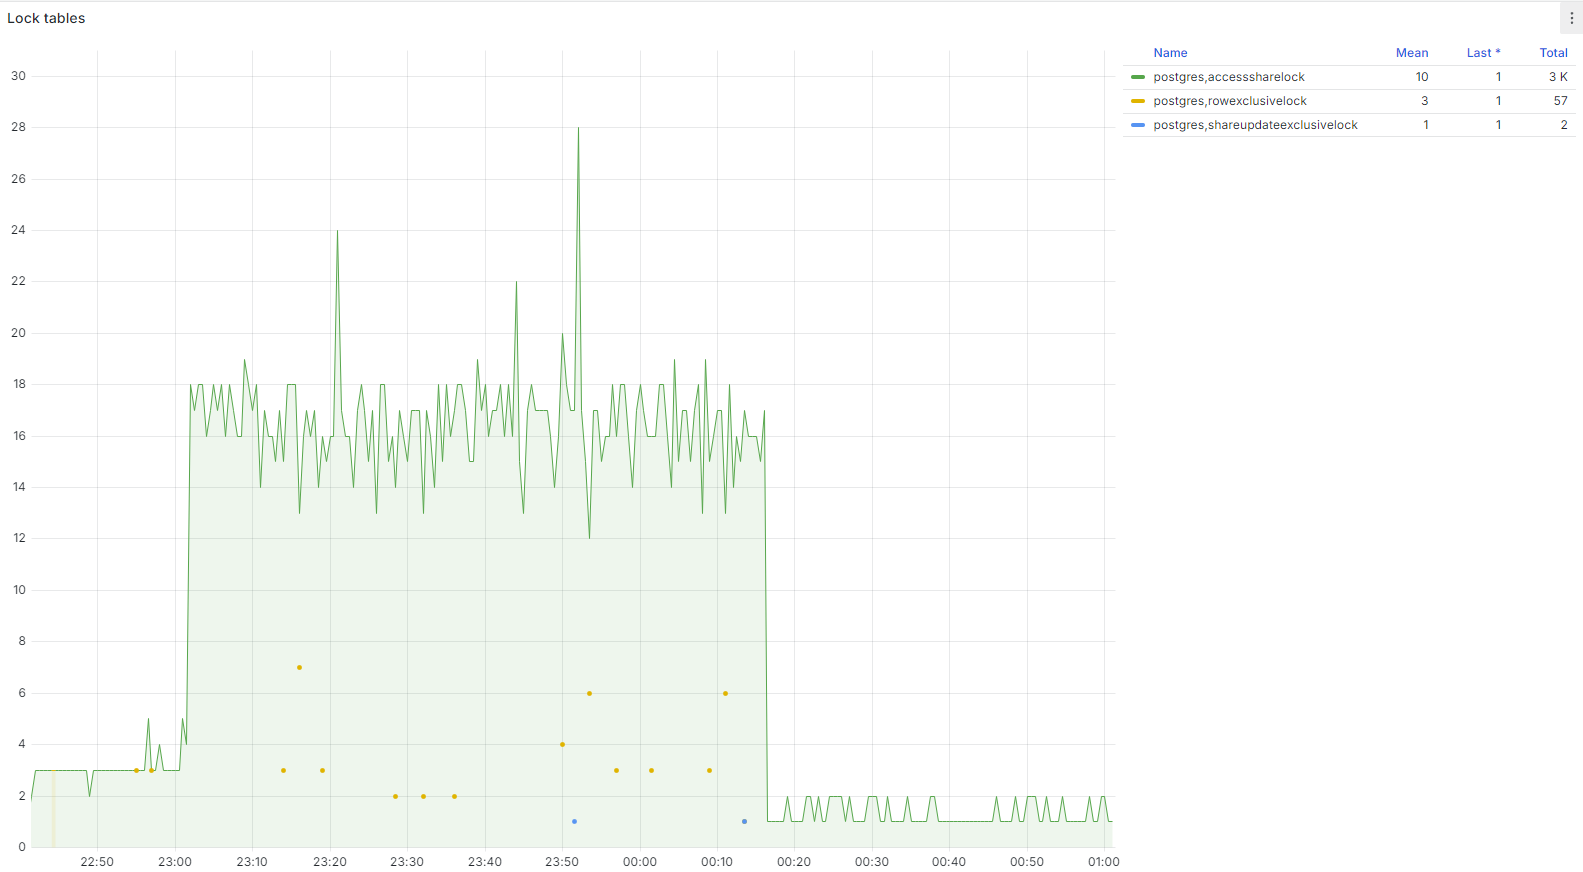 Lock tables
Name Mean Last * Total
postgres,accesssharelock 10 1 3 K
postgres,rowexclusivelock 3 1 57
postgres,shareupdateexclusivelock 1 1 2
30
28
26
24
22
20
18
16
14
12
10
8
6
4
2
0
22:50 23:00 23:10 23:20 23:30 23:40 23:50 00:00 00:10 00:20 00:30 00:40 00:50 01:00